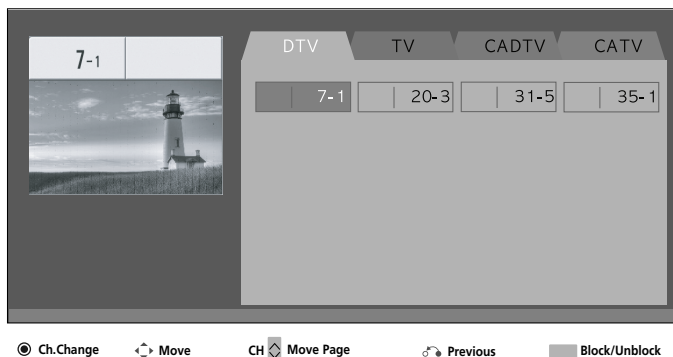 7-1
DTV TV CADTV CATV
7-1 20-3 31-5 35-1
Ch.Change Move CH Move Page Previous Block/Unblock